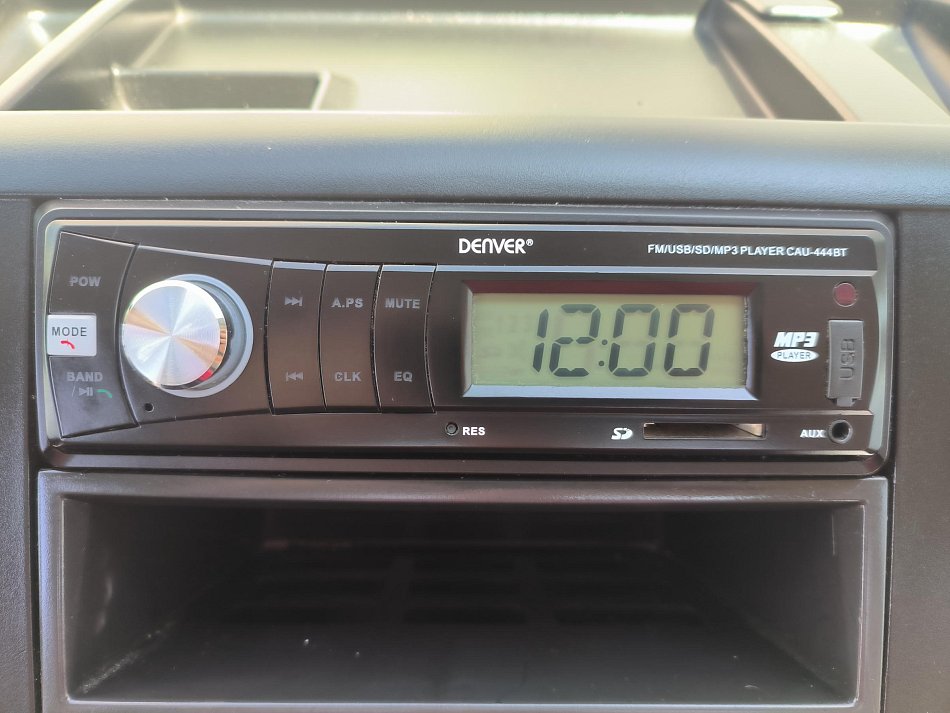 DENVER®
FM/USB/SD/MP3 PLAYER CAU-444BT
POW
MODE
BAND
/
A.PS
MUTE
CLK
EQ
12:00
MP3
PLAYER
USB
RES
SD
AUX